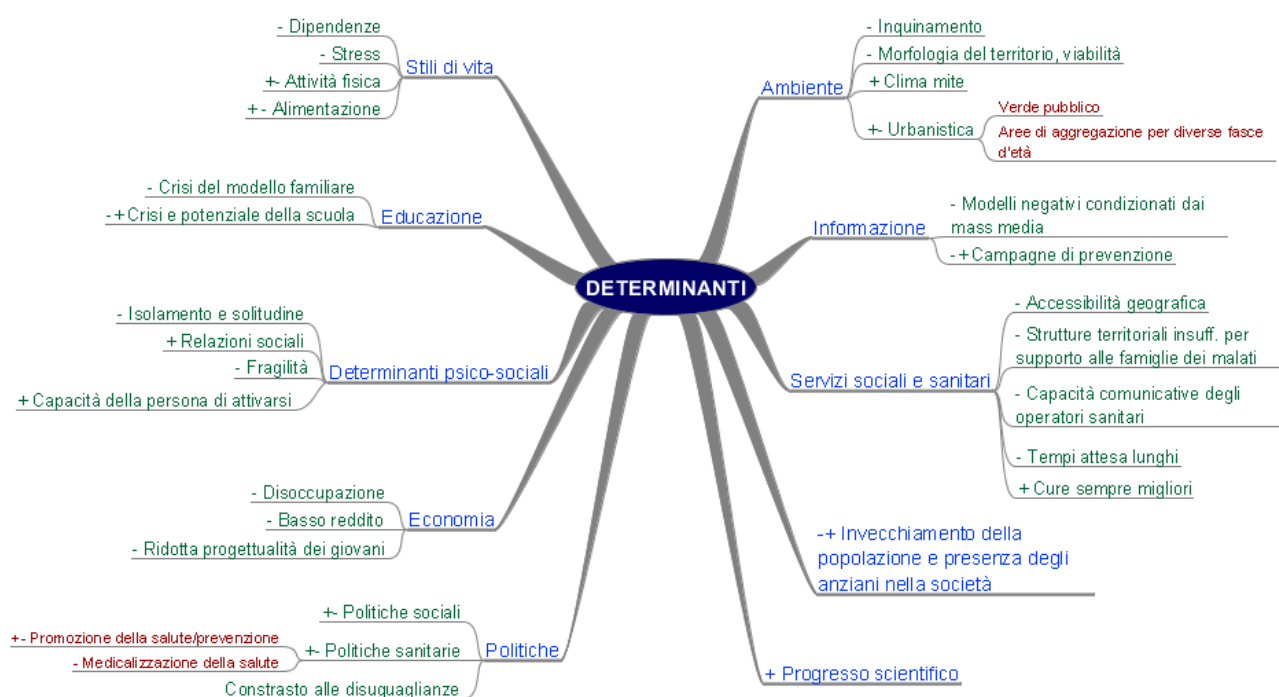 DETERMINANTI
Stili di vita
- Dipendenze
- Stress
+- Attività fisica
+- Alimentazione
Educazione
- Crisi del modello familiare
-+Crisi e potenziale della scuola
Determinanti psico-sociali
- Isolamento e solitudine
+ Relazioni sociali
- Fragilità
+ Capacità della persona di attivarsi
Economia
- Disoccupazione
- Basso reddito
- Ridotta progettualità dei giovani
Politiche
+- Politiche sociali
+- Politiche sanitarie
+- Promozione della salute/prevenzione
- Medicalizzazione della salute
Constrasto alle disuguaglianze
Ambiente
- Inquinamento
- Morfologia del territorio, viabilità
+ Clima mite
+- Urbanistica
Verde pubblico
Aree di aggregazione per diverse fasce
d'età
Informazione
- Modelli negativi condizionati dai
mass media
-+Campagne di prevenzione
Servizi sociali e sanitari
- Accessibilità geografica
- Strutture territoriali insuff. per
supporto alle famiglie dei malati
- Capacità comunicative degli
operatori sanitari
- Tempi attesa lunghi
+ Cure sempre migliori
-+ Invecchiamento della
popolazione e presenza degli
anziani nella società
+ Progresso scientifico